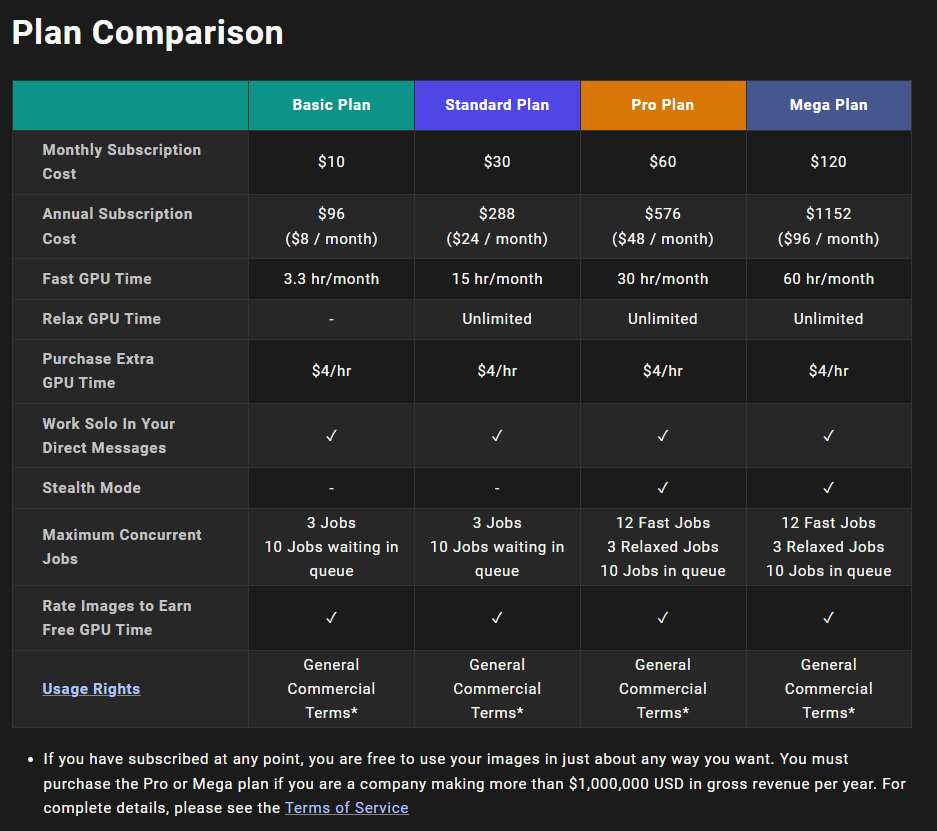 Plan Comparison
Basic Plan Standard Plan Pro Plan Mega Plan
Monthly Subscription
Cost
$10 $30 $60 $120
Annual Subscription
Cost
$96 $288 $576 $1152
($8 / month) ($24 / month) ($48 / month) ($96 / month)
Fast GPU Time 3.3 hr/month 15 hr/month 30 hr/month 60 hr/month
Relax GPU Time - Unlimited Unlimited Unlimited
Purchase Extra
GPU Time
$4/hr $4/hr $4/hr $4/hr
Work Solo In Your
Direct Messages
✓ ✓ ✓ ✓
Stealth Mode - - ✓ ✓
Maximum Concurrent
Jobs
3 Jobs 3 Jobs 12 Fast Jobs 12 Fast Jobs
10 Jobs waiting in 10 Jobs waiting in 3 Relaxed Jobs 3 Relaxed Jobs
queue queue 10 Jobs in queue 10 Jobs in queue
Rate Images to Earn
Free GPU Time
✓ ✓ ✓ ✓
Usage Rights
General General General General
Commercial Commercial Commercial Commercial
Terms* Terms* Terms* Terms*
• If you have subscribed at any point, you are free to use your images in just about any way you want. You must
purchase the Pro or Mega plan if you are a company making more than $1,000,000 USD in gross revenue per year. For
complete details, please see the Terms of Service